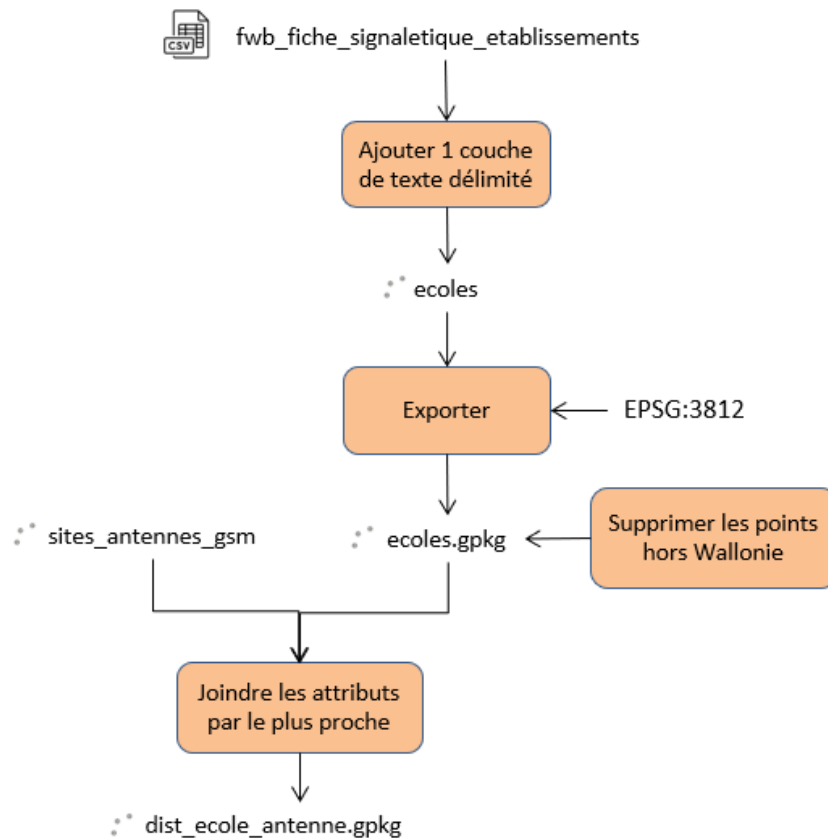 CSV
fwb_fiche_signaletique_etablissements
Ajouter 1 couche
de texte délimité
ecoles
Exporter
EPSG:3812
sites_antennes_gsm
ecoles.gpkg
Supprimer les points
hors Wallonie
Joindre les attributs
par le plus proche
dist_ecole_antenne.gpkg